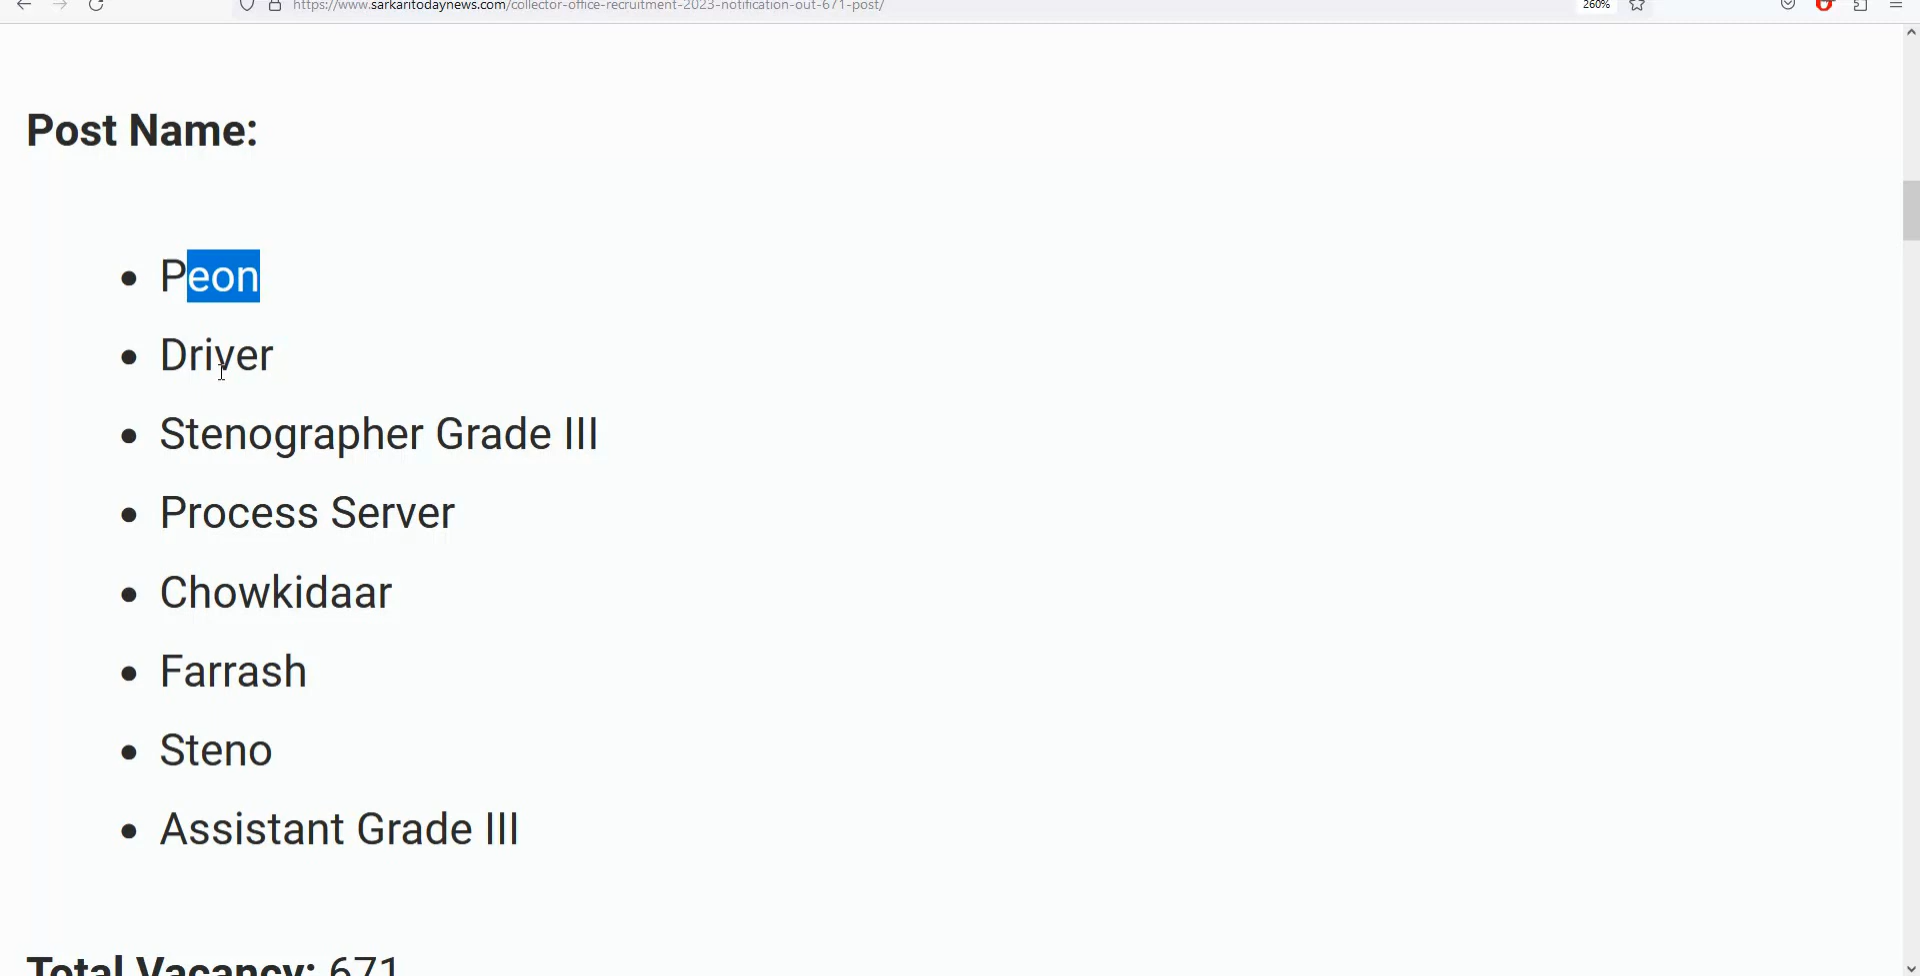 https://www.sarkaritodaynews.com/collector-office-recruitment-2023-notification-out-671-post/
260%
Post Name:
• Peon
• Driver
• Stenographer Grade III
• Process Server
• Chowkidaar
• Farrash
• Steno
• Assistant Grade III
Total Vacancy: 671